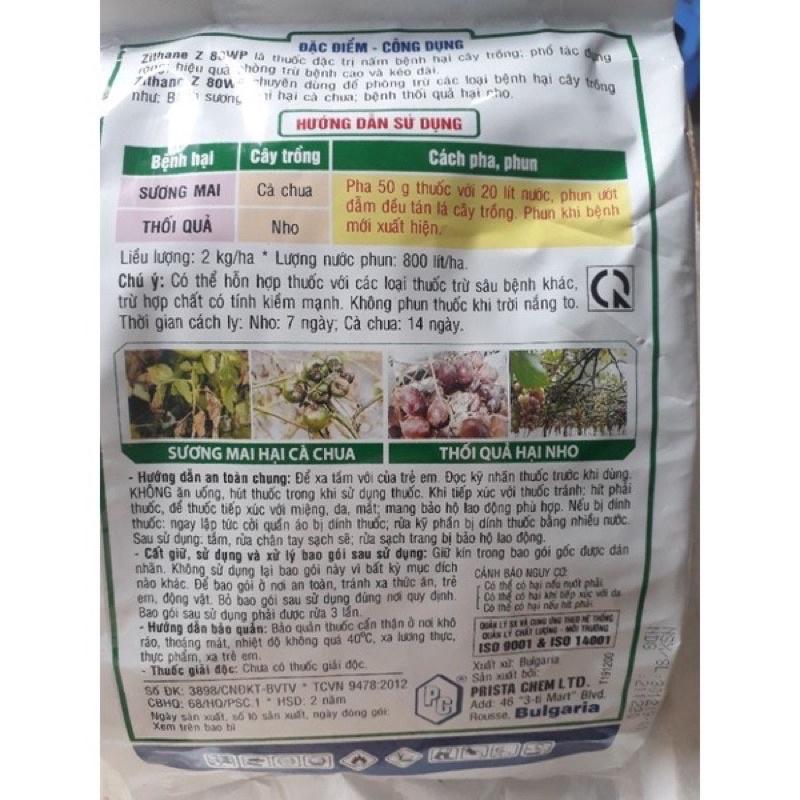 ĐẶC ĐIỂM - CÔNG DỤNG
Zithane Z 80WP là thuốc đặc trị nấm bệnh hại cây trồng; phổ tác dụng
rộng; hiệu quả phòng trừ bệnh cao và kéo dài.
Zithane Z 80WP chuyên dùng để phòng trừ các loại bệnh hại cây trồng
như: Bệnh sương mai hại cà chua; bệnh thối quả hại nho.
HƯỚNG DẪN SỬ DỤNG
Bệnh hại Cây trồng Cách pha, phun
SƯƠNG MAI Cà chua
THỐI QUẢ Nho
Pha 50 g thuốc với 20 lít nước, phun ướt
đẫm đều tán lá cây trồng. Phun khi bệnh
mới xuất hiện.
Liều lượng: 2 kg/ha * Lượng nước phun: 800 lít/ha.
Chú ý: Có thể hỗn hợp thuốc với các loại thuốc trừ sâu bệnh khác,
trừ hợp chất có tính kiềm mạnh. Không phun thuốc khi trời nắng to.
Thời gian cách ly: Nho: 7 ngày; Cà chua: 14 ngày.
CR
SƯƠNG MAI HẠI CÀ CHUA
THỐI QUẢ HẠI NHO
- Hướng dẫn an toàn chung: Để xa tầm với của trẻ em. Đọc kỹ nhãn thuốc trước khi dùng.
KHÔNG ăn uống, hút thuốc trong khi sử dụng thuốc. Khi tiếp xúc với thuốc tránh: hít phải
thuốc, để thuốc tiếp xúc với miệng, da, mắt; mang bảo hộ lao động phù hợp. Nếu bị dính
thuốc: ngay lập tức cởi quần áo bị dính thuốc; rửa kỹ phần bị dính thuốc bằng nhiều nước.
Sau sử dụng: tắm, rửa chân tay sạch sẽ; rửa sạch trang bị bảo hộ lao động.
- Cất giữ, sử dụng và xử lý bao gói sau sử dụng: Giữ kín trong bao gói gốc được dán
nhãn. Không sử dụng lại bao gói này vì bất kỳ mục đích
nào khác. Để bao gói ở nơi an toàn, tránh xa thức ăn, trẻ
em, động vật. Bỏ bao gói sau sử dụng đúng nơi quy định.
Bao gói sau sử dụng phải được rửa 3 lần.
- Hướng dẫn bảo quản: Bảo quản thuốc cẩn thận ở nơi khô
ráo, thoáng mát, nhiệt độ không quá 40°C, xa lương thực,
thực phẩm, xa trẻ em.
- Thuốc giải độc: Chưa có thuốc giải độc.
CẢNH BÁO NGUY CƠ:
Có thể có hại nếu nuốt phải
Có thể có hại khi tiếp xúc với da
Có thể có hại nếu hít phải
QUẢN LÝ SX VÀ CUNG ỨNG THEO HỆ THỐNG
QUẢN LÝ CHẤT LƯỢNG - MÔI TRƯỜNG
ISO 9001 & ISO 14001
Số ĐK: 3898/CNDKT-BVTV * TCVN 9478:2012
CBHQ: 68/HQ/PSC.1 * HSD: 2 năm
Ngày sản xuất, số lô sản xuất, ngày đóng gói:
Xem trên bao bì
PC
®
Xuất xứ: Bulgaria
Sản xuất bởi:
PRISTA CHEM LTD.
Add: 46 "3-ti Mart" Blvd.
Rousse, Bulgaria
T191200